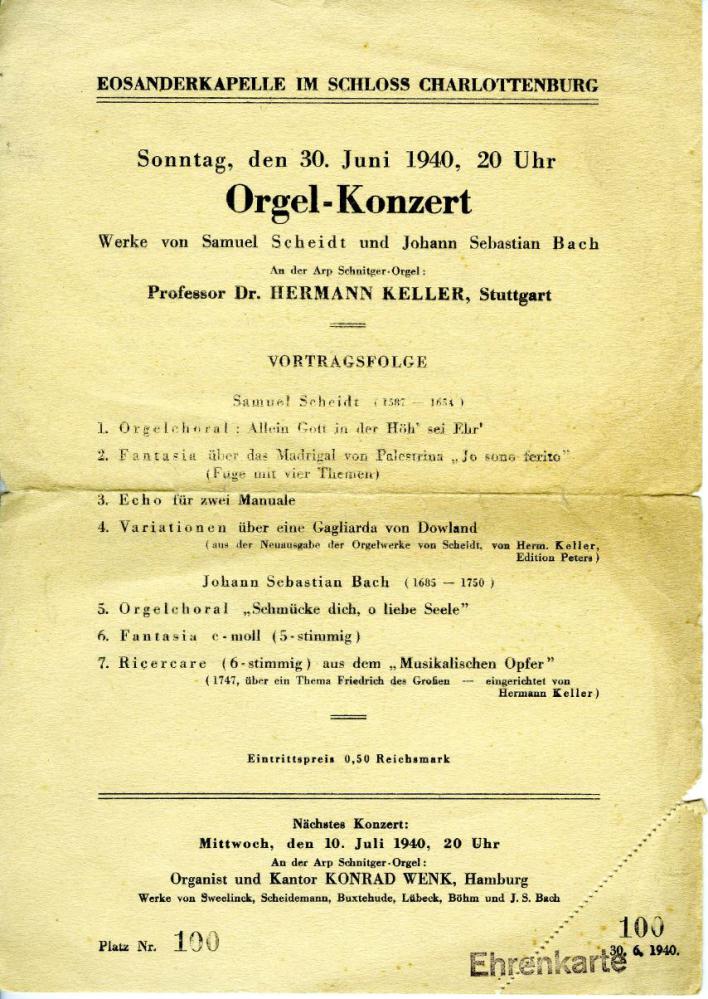 EOSANDERKAPELLE IM SCHLOSS CHARLOTTENBURG
Sonntag, den 30. Juni 1940, 20 Uhr
Orgel-Konzert
Werke von Samuel Scheidt und Johann Sebastian Bach
An der Arp Schnitger-Orgel:
Professor Dr. HERMANN KELLER, Stuttgart
VORTRAGSFOLGE
Samuel Scheidt (1587 — 1654)
1. Orgelchoral: Allein Gott in der Höh' sei Ehr'
2. Fantasia über das Madrigal von Palestrina „Jo sono ferito"
(Fuge mit vier Themen)
3. Echo für zwei Manuale
4. Variationen über eine Gagliarda von Dowland
(aus der Neuausgabe der Orgelwerke von Scheidt, von Herm. Keller,
Edition Peters)
Johann Sebastian Bach (1685 — 1750)
5. Orgelchoral „Schmücke dich, o liebe Seele"
6. Fantasia c-moll (5-stimmig)
7. Ricercare (6-stimmig) aus dem „Musikalischen Opfer"
(1747, über ein Thema Friedrich des Großen — eingerichtet von
Hermann Keller)
Eintrittspreis 0,50 Reichsmark
Nächstes Konzert:
Mittwoch, den 10. Juli 1940, 20 Uhr
An der Arp Schnitger-Orgel:
Organist und Kantor KONRAD WENK, Hamburg
Werke von Sweelinck, Scheidemann, Buxtehude, Lübeck, Böhm und J. S. Bach
Platz Nr. 100
100
30. 6. 1940.
Ehrenkarte